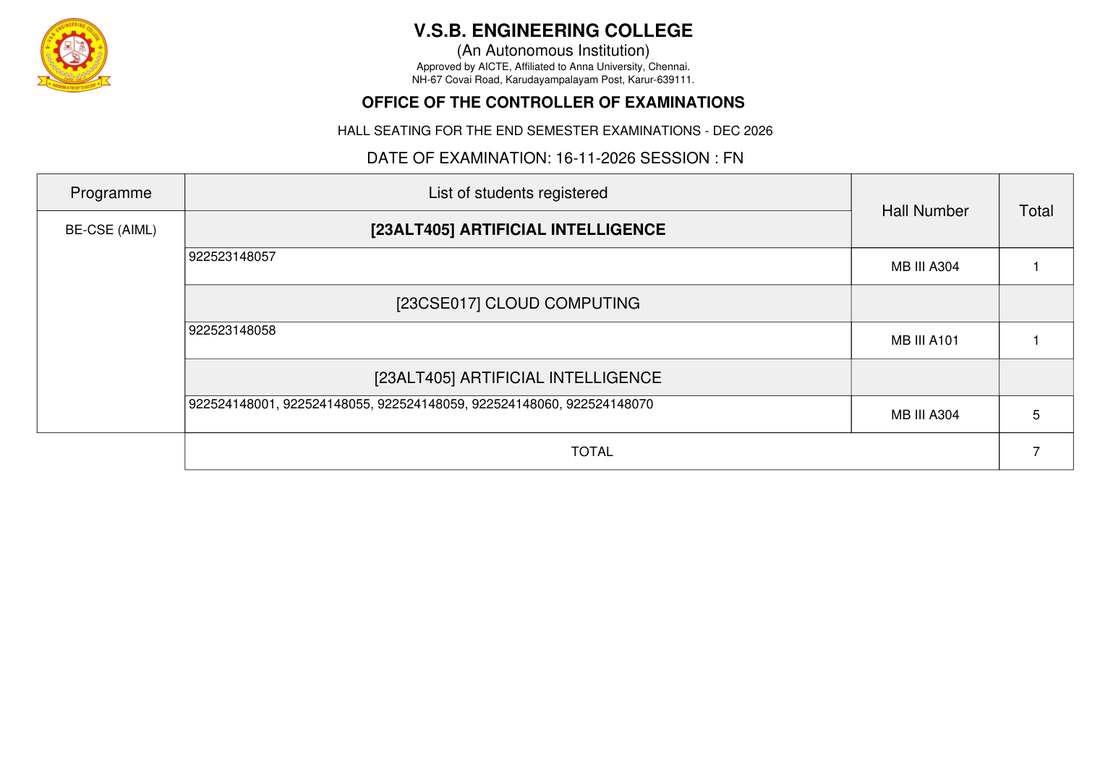 V.S.B. ENGINEERING COLLEGE
(An Autonomous Institution)
Approved by AICTE, Affiliated to Anna University, Chennai.
NH-67 Covai Road, Karudayampalayam Post, Karur-639111.
OFFICE OF THE CONTROLLER OF EXAMINATIONS
HALL SEATING FOR THE END SEMESTER EXAMINATIONS - DEC 2026
DATE OF EXAMINATION: 16-11-2026 SESSION : FN
Programme List of students registered Hall Number Total
BE-CSE (AIML) [23ALT405] ARTIFICIAL INTELLIGENCE
922523148057 MB III A304 1
[23CSE017] CLOUD COMPUTING
922523148058 MB III A101 1
[23ALT405] ARTIFICIAL INTELLIGENCE
922524148001, 922524148055, 922524148059, 922524148060, 922524148070 MB III A304 5
TOTAL 7